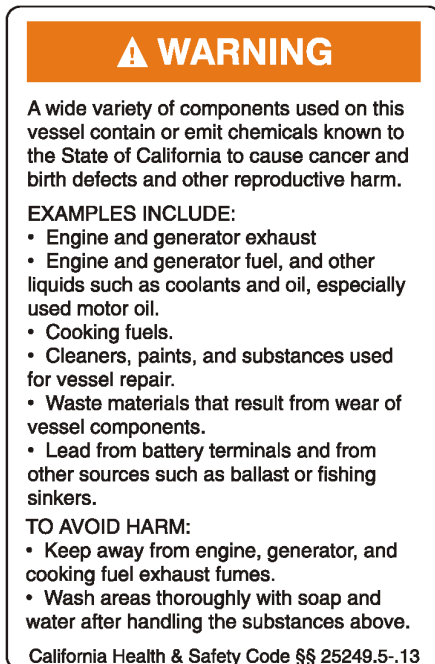 ⚠ WARNING
A wide variety of components used on this
vessel contain or emit chemicals known to
the State of California to cause cancer and
birth defects and other reproductive harm.
EXAMPLES INCLUDE:
• Engine and generator exhaust
• Engine and generator fuel, and other
liquids such as coolants and oil, especially
used motor oil.
• Cooking fuels.
• Cleaners, paints, and substances used
for vessel repair.
• Waste materials that result from wear of
vessel components.
• Lead from battery terminals and from
other sources such as ballast or fishing
sinkers.
TO AVOID HARM:
• Keep away from engine, generator, and
cooking fuel exhaust fumes.
• Wash areas thoroughly with soap and
water after handling the substances above.
California Health & Safety Code §§ 25249.5-.13